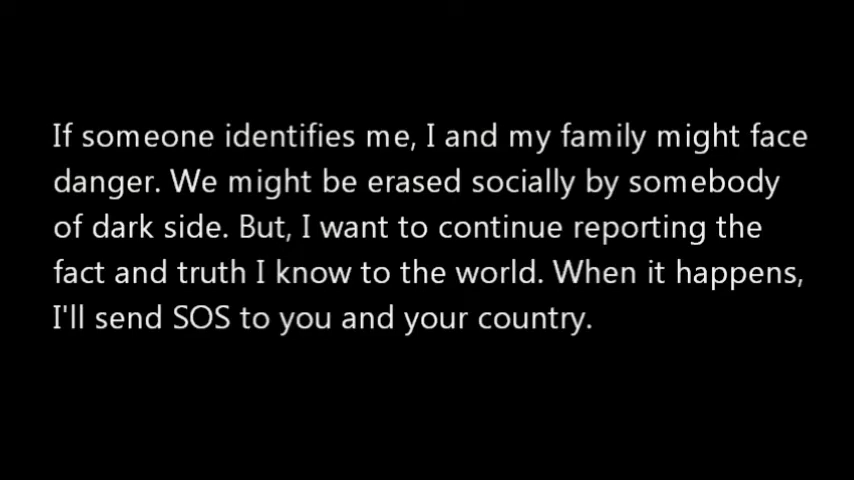 If someone identifies me, I and my family might face
danger. We might be erased socially by somebody
of dark side. But, I want to continue reporting the
fact and truth I know to the world. When it happens,
I'll send SOS to you and your country.